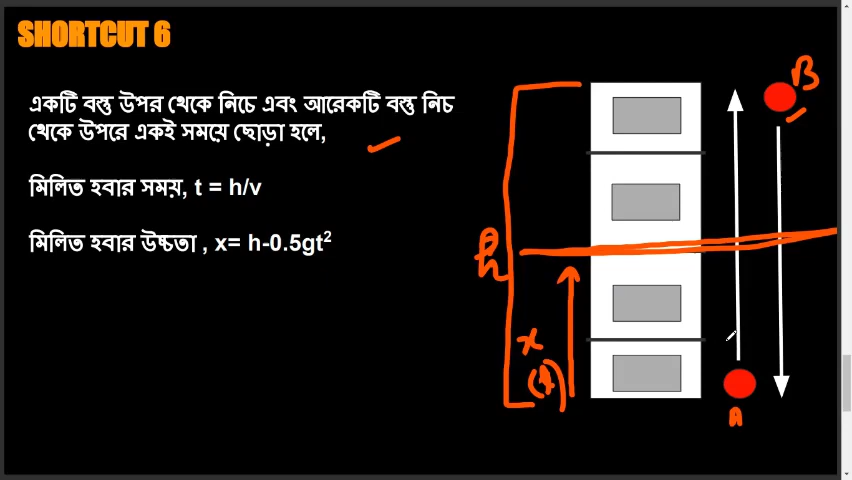 SHORTCUT 6
একটি বস্তু উপর থেকে নিচে এবং আরেকটি বস্তু নিচ
থেকে উপরে একই সময়ে ছোড়া হলে,
মিলিত হবার সময়, t = h/v
মিলিত হবার উচ্চতা , x= h-0.5gt²
B
h
x
A